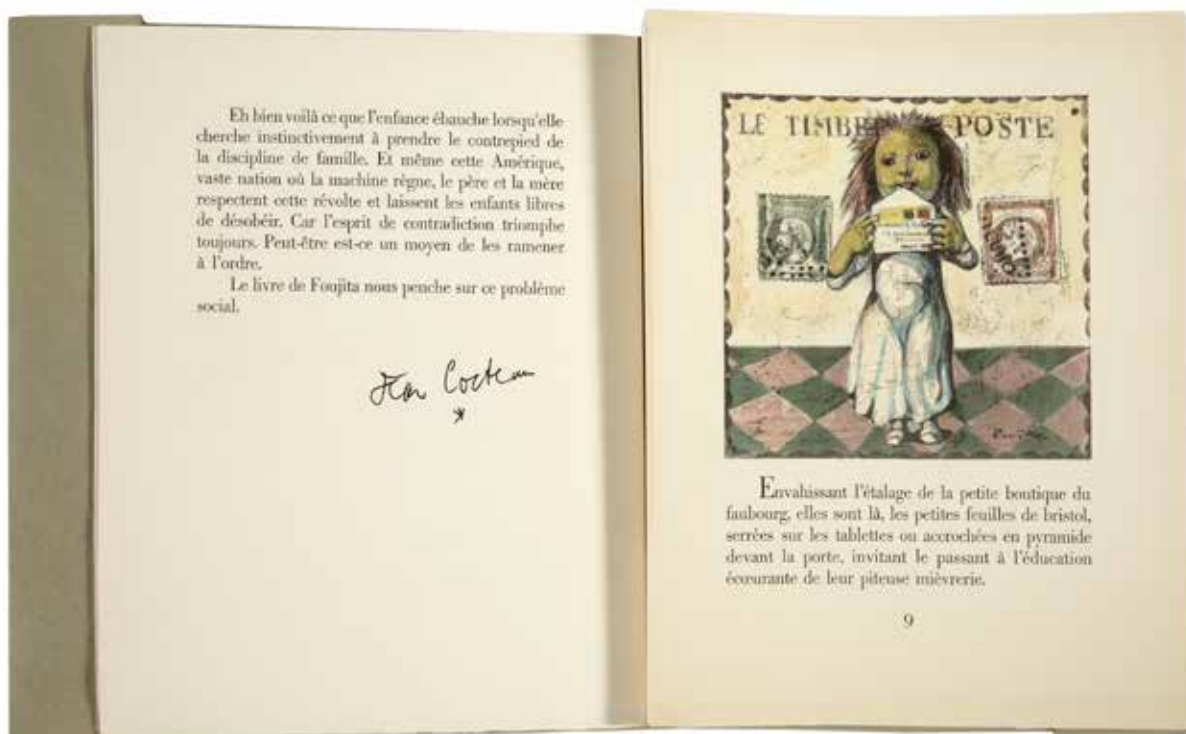 Eh bien voilà ce que l'enfance ébauche lorsqu'elle
cherche instinctivement à prendre le contrepied de
la discipline de famille. Et même cette Amérique,
vaste nation où la machine règne, le père et la mère
respectent cette révolte et laissent les enfants libres
de désobéir. Car l'esprit de contradiction triomphe
toujours. Peut-être est-ce un moyen de les ramener
à l'ordre.
Le livre de Foujita nous penche sur ce problème
social.
Jean Cocteau
LE TIMBRE POSTE
Envahissant l'étalage de la petite boutique du
faubourg, elles sont là, les petites feuilles de bristol,
serrées sur les tablettes ou accrochées en pyramide
devant la porte, invitant le passant à l'éducation
écœurante de leur piteuse mièvrerie.
9